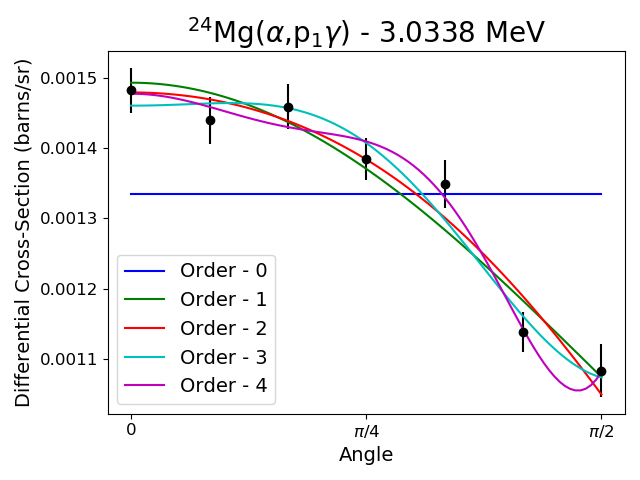 ²⁴Mg(α,p₁γ) - 3.0338 MeV
Differential Cross-Section (barns/sr)
0.0015
0.0014
0.0013
0.0012
0.0011
Order - 0
Order - 1
Order - 2
Order - 3
Order - 4
0
π/4
π/2
Angle